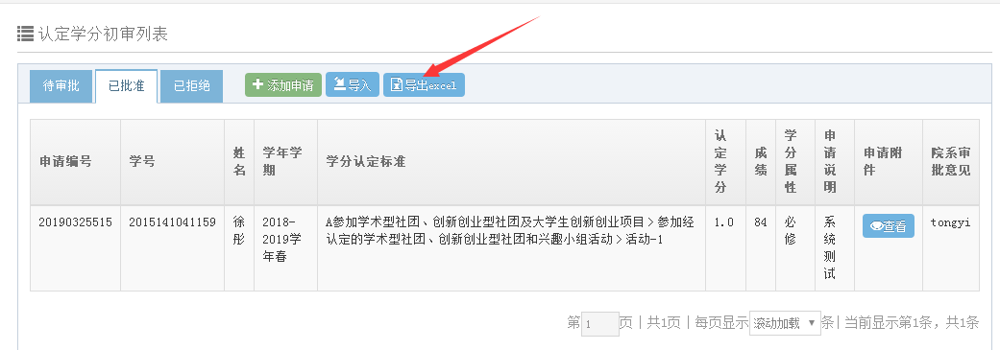 认定学分初审列表
待审批 已批准 已拒绝 添加申请 导入 导出excel
申请编号 学号 姓名 学年学期 学分认定标准 认定学分 成绩 学分属性 申请说明 申请附件 院系审批意见
20190325515 2015141041159 徐彤 2018-2019学年春 A参加学术型社团、创新创业型社团及大学生创新创业项目>参加经
认定的学术型社团、创新创业型社团和兴趣小组活动>活动-1 1.0 84 必修 系统测试 查看 tongyi
第1页|共1页|每页显示滚动加载条|当前显示第1条，共1条